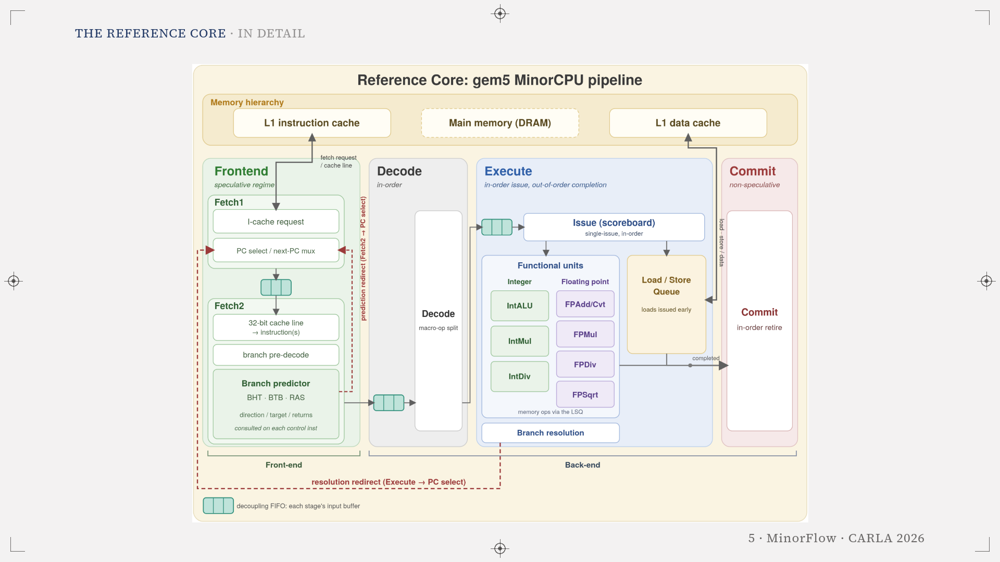 THE REFERENCE CORE · IN DETAIL
Reference Core: gem5 MinorCPU pipeline
Memory hierarchy
L1 instruction cache
Main memory (DRAM)
L1 data cache
fetch request
/ cache line
Frontend
speculative regime
Fetch1
I-cache request
PC select / next-PC mux
Fetch2
32-bit cache line
→ instruction(s)
branch pre-decode
Branch predictor
BHT · BTB · RAS
direction / target / returns
consulted on each control inst
prediction redirect (Fetch2 → PC select)
Decode
in-order
Decode
macro-op split
Execute
in-order issue, out-of-order completion
Issue (scoreboard)
single-issue, in-order
Functional units
Integer
Floating point
IntALU
IntMul
IntDiv
FPAdd/Cvt
FPMul
FPDiv
FPSqrt
memory ops via the LSQ
Branch resolution
Load / Store
Queue
loads issued early
load · store / data
completed
Commit
non-speculative
Commit
in-order retire
Front-end
Back-end
resolution redirect (Execute → PC select)
decoupling FIFO: each stage's input buffer
5 · MinorFlow · CARLA 2026